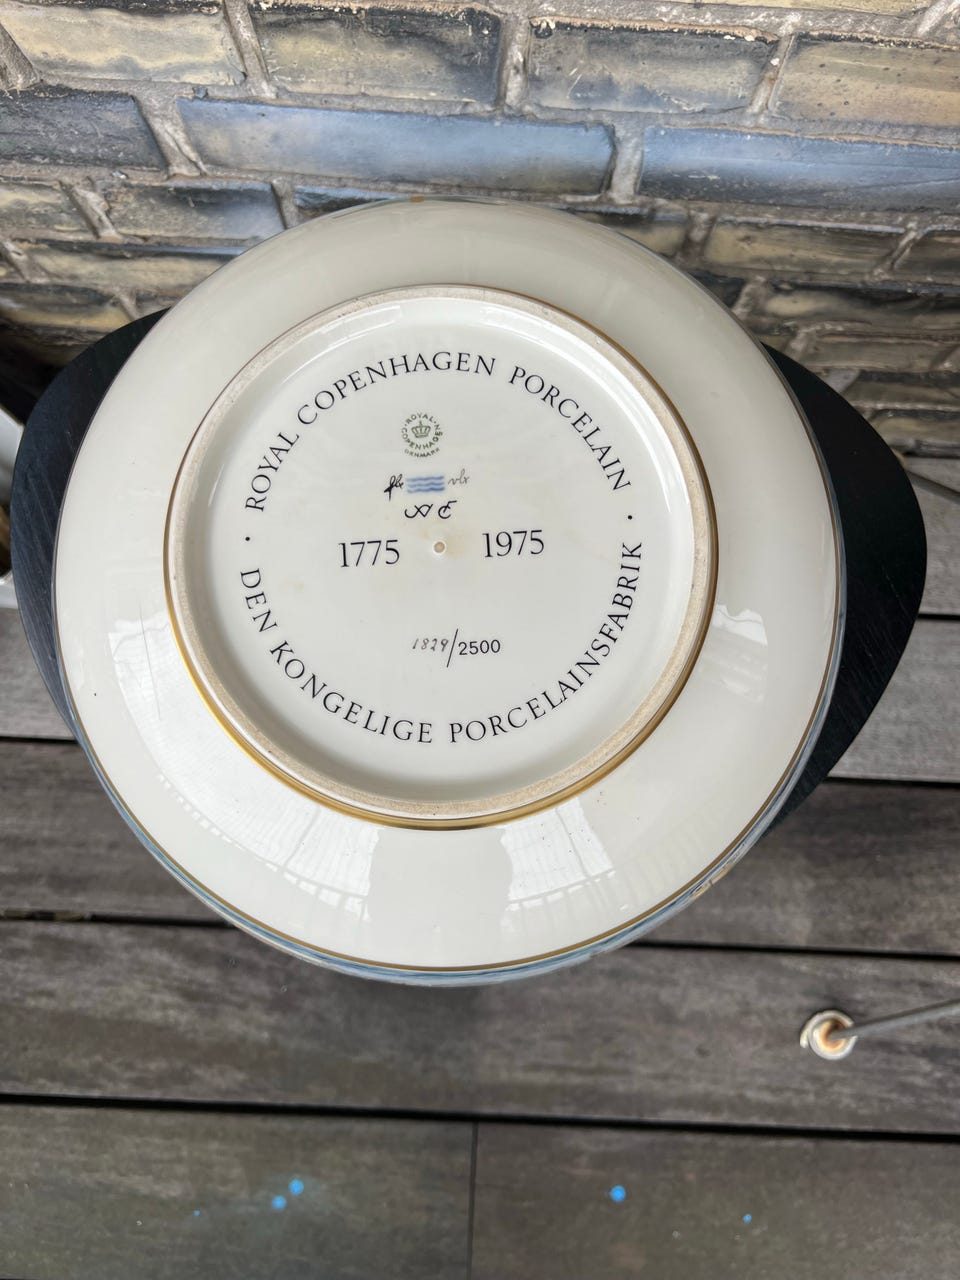 ROYAL COPENHAGEN PORCELAIN
ROYAL
COPENHAGEN
DENMARK
1775 1975
1829/2500
DEN KONGELIGE PORCELAINSFABRIK